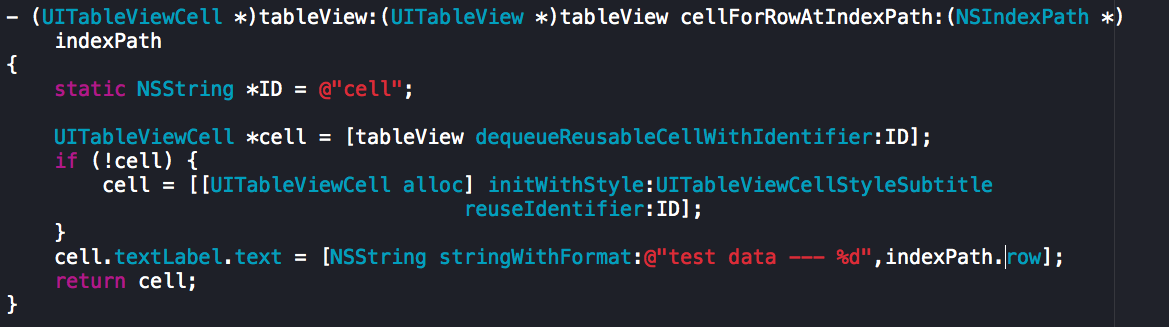 - (UITableViewCell *)tableView:(UITableView *)tableView cellForRowAtIndexPath:(NSIndexPath *)
indexPath
{
static NSString *ID = @"cell";
UITableViewCell *cell = [tableView dequeueReusableCellWithIdentifier:ID];
if (!cell) {
cell = [[UITableViewCell alloc] initWithStyle:UITableViewCellStyleSubtitle
reuseIdentifier:ID];
}
cell.textLabel.text = [NSString stringWithFormat:@"test data --- %d",indexPath.row];
return cell;
}